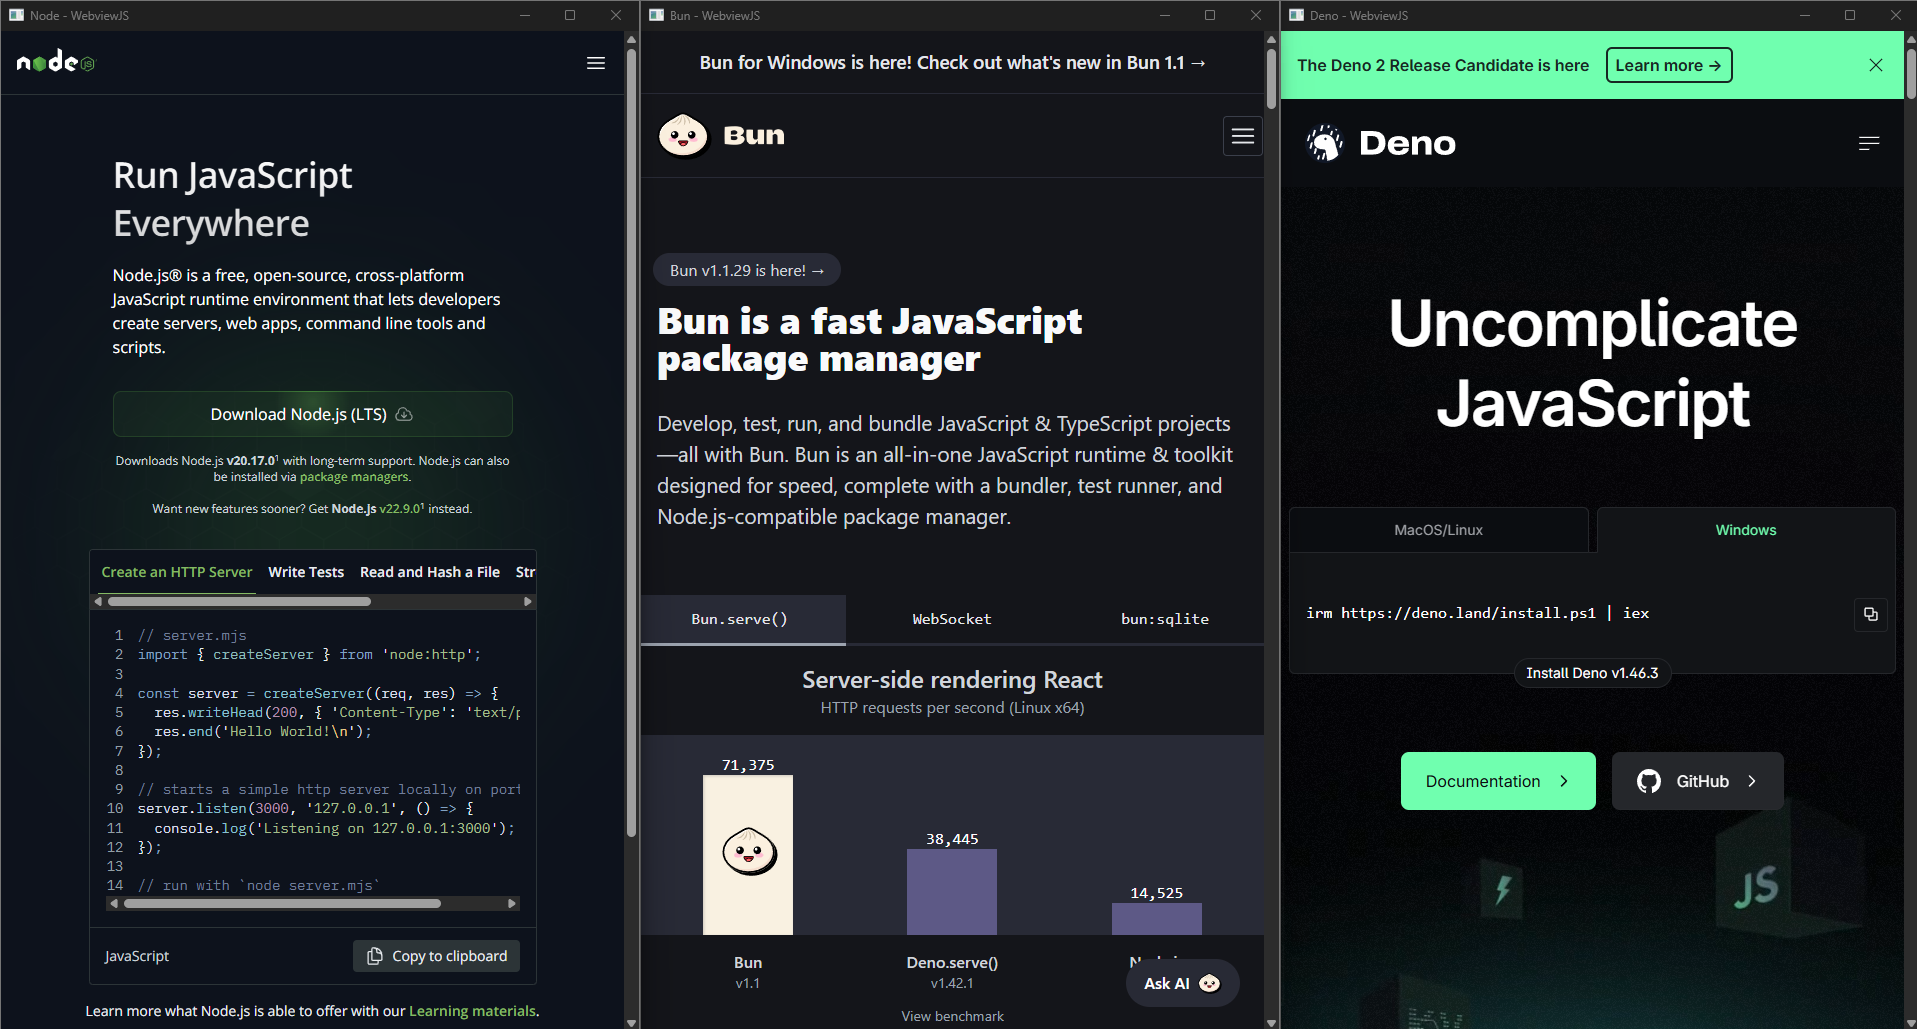 Node - WebviewJS
node JS
Run JavaScript
Everywhere
Node.js® is a free, open-source, cross-platform
JavaScript runtime environment that lets developers
create servers, web apps, command line tools and
scripts.
Download Node.js (LTS)
Downloads Node.js v20.17.0¹ with long-term support. Node.js can also
be installed via package managers.
Want new features sooner? Get Node.js v22.9.0¹ instead.
Create an HTTP Server Write Tests Read and Hash a File Str
1 // server.mjs
2 import { createServer } from 'node:http';
3
4 const server = createServer((req, res) => {
5 res.writeHead(200, { 'Content-Type': 'text/p
6 res.end('Hello World!\n');
7 });
8
9 // starts a simple http server locally on port
10 server.listen(3000, '127.0.0.1', () => {
11 console.log('Listening on 127.0.0.1:3000');
12 });
13
14 // run with `node server.mjs`
JavaScript
Copy to clipboard
Learn more what Node.js is able to offer with our Learning materials.
Bun - WebviewJS
Bun for Windows is here! Check out what's new in Bun 1.1 →
Bun
Bun v1.1.29 is here! →
Bun is a fast JavaScript
package manager
Develop, test, run, and bundle JavaScript & TypeScript projects
—all with Bun. Bun is an all-in-one JavaScript runtime & toolkit
designed for speed, complete with a bundler, test runner, and
Node.js-compatible package manager.
Bun.serve() WebSocket bun:sqlite
Server-side rendering React
HTTP requests per second (Linux x64)
71,375
38,445
14,525
Bun
v1.1
Deno.serve()
v1.42.1
Ask AI
View benchmark
Deno - WebviewJS
The Deno 2 Release Candidate is here Learn more →
Deno
Uncomplicate
JavaScript
MacOS/Linux Windows
irm https://deno.land/install.ps1 | iex
Install Deno v1.46.3
Documentation
GitHub
JS